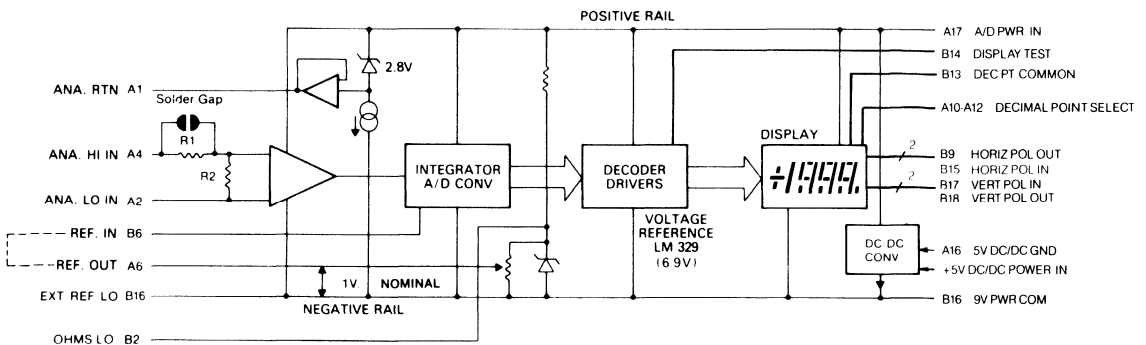 POSITIVE RAIL
A17 A/D PWR. IN
B14 DISPLAY TEST
B13 DEC PT COMMON
A10-A12 DECIMAL POINT SELECT
2.8V
ANA. RTN A1
Solder Gap
R1
ANA. HI IN A4
R2
ANA. LO IN A2
INTEGRATOR
A/D CONV
DECODER
DRIVERS
DISPLAY
÷1999.
2
B9 HORIZ POL OUT
B15 HORIZ POL IN
2
B17 VERT POL IN
B18 VERT POL OUT
VOLTAGE
REFERENCE
LM 329
(6.9V)
REF. IN B6
REF. OUT A6
DC DC
CONV
A16 5V DC/DC GND
+5V DC/DC POWER IN
1V NOMINAL
EXT REF LO B16
B16 9V PWR COM
NEGATIVE RAIL
OHMS LO B2